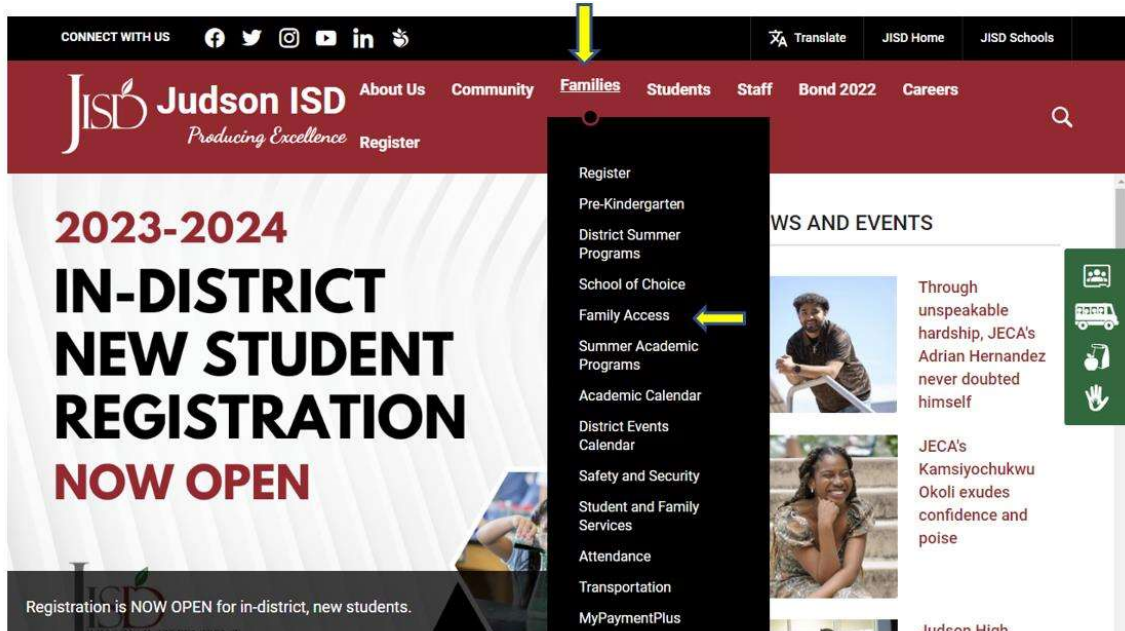 CONNECT WITH US
Translate
JISD Home
JISD Schools
JISD
Judson ISD
Producing Excellence
About Us
Community
Families
Students
Staff
Bond 2022
Careers
Register
Register
Pre-Kindergarten
District Summer
Programs
School of Choice
Family Access
Summer Academic
Programs
Academic Calendar
District Events
Calendar
Safety and Security
Student and Family
Services
Attendance
Transportation
MyPaymentPlus
2023-2024
IN-DISTRICT
NEW STUDENT
REGISTRATION
NOW OPEN
Registration is NOW OPEN for in-district, new students.
WS AND EVENTS
Through
unspeakable
hardship, JECA's
Adrian Hernandez
never doubted
himself
JECA's
Kamsiyochukwu
Okoli exudes
confidence and
poise
Judson High